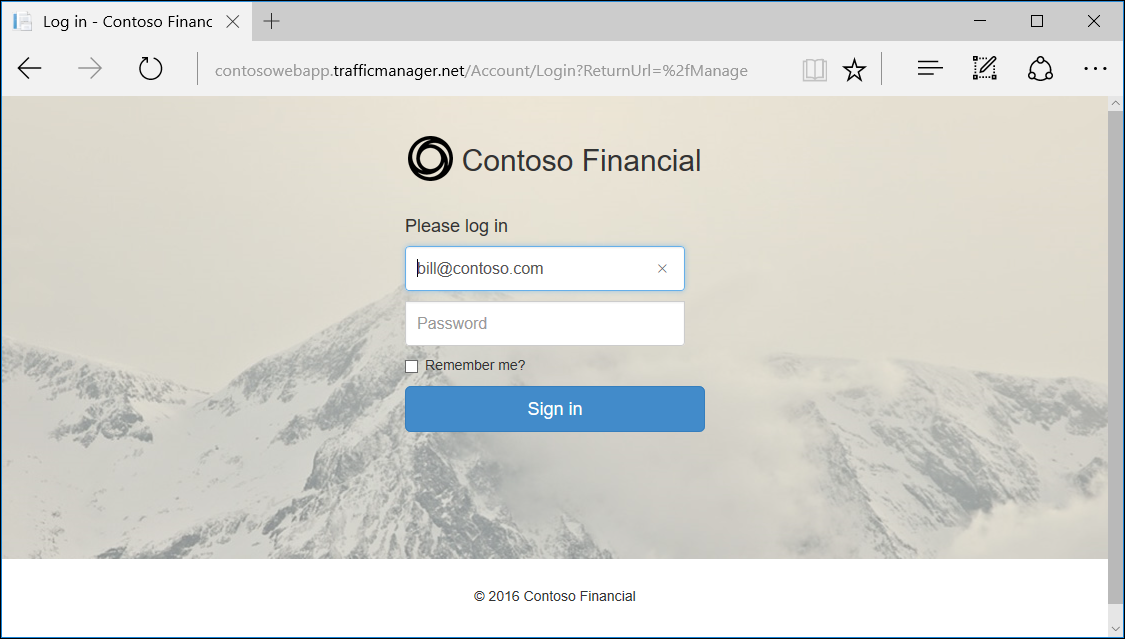 Log in - Contoso Financ
contosowebapp.trafficmanager.net/Account/Login?ReturnUrl=%2fManage
Contoso Financial
Please log in
bill@contoso.com
Password
Remember me?
Sign in
© 2016 Contoso Financial